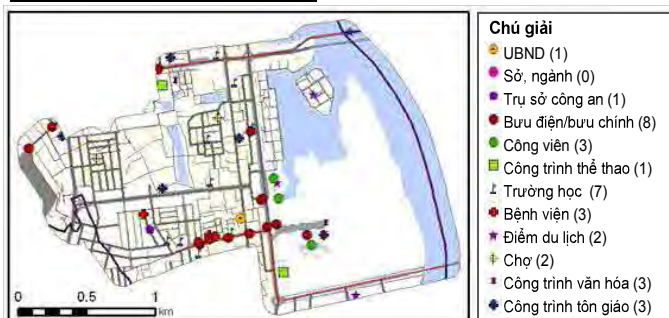 Chú giải
UBND (1)
Sở, ngành (0)
Trụ sở công an (1)
Bưu điện/bưu chính (8)
Công viên (3)
Công trình thể thao (1)
Trường học (7)
Bệnh viện (3)
Điểm du lịch (2)
Chợ (2)
Công trình văn hóa (3)
Công trình tôn giáo (3)
0 0.5 1
km